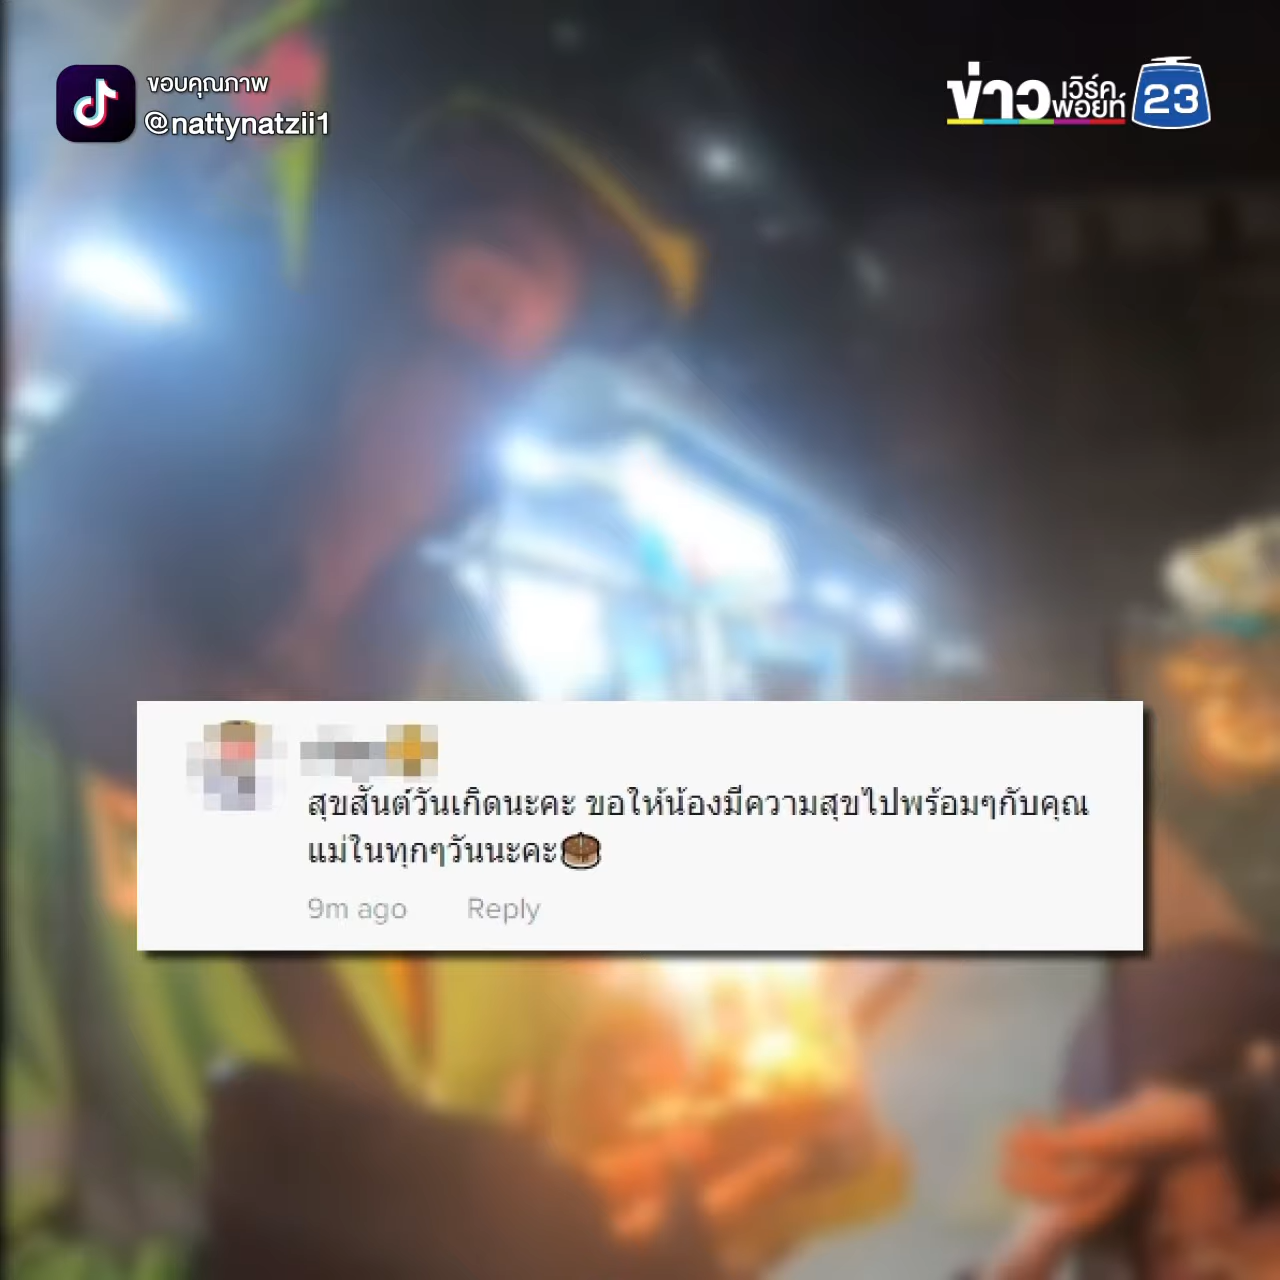 ขอบคุณภาพ
@nattynatzii1
ข่าวเวิร์คพอยท์ 23
สุขสันต์วันเกิดนะคะ ขอให้น้องมีความสุขไปพร้อมๆกับคุณ
แม่ในทุกๆวันนะคะ🎂
9m ago Reply